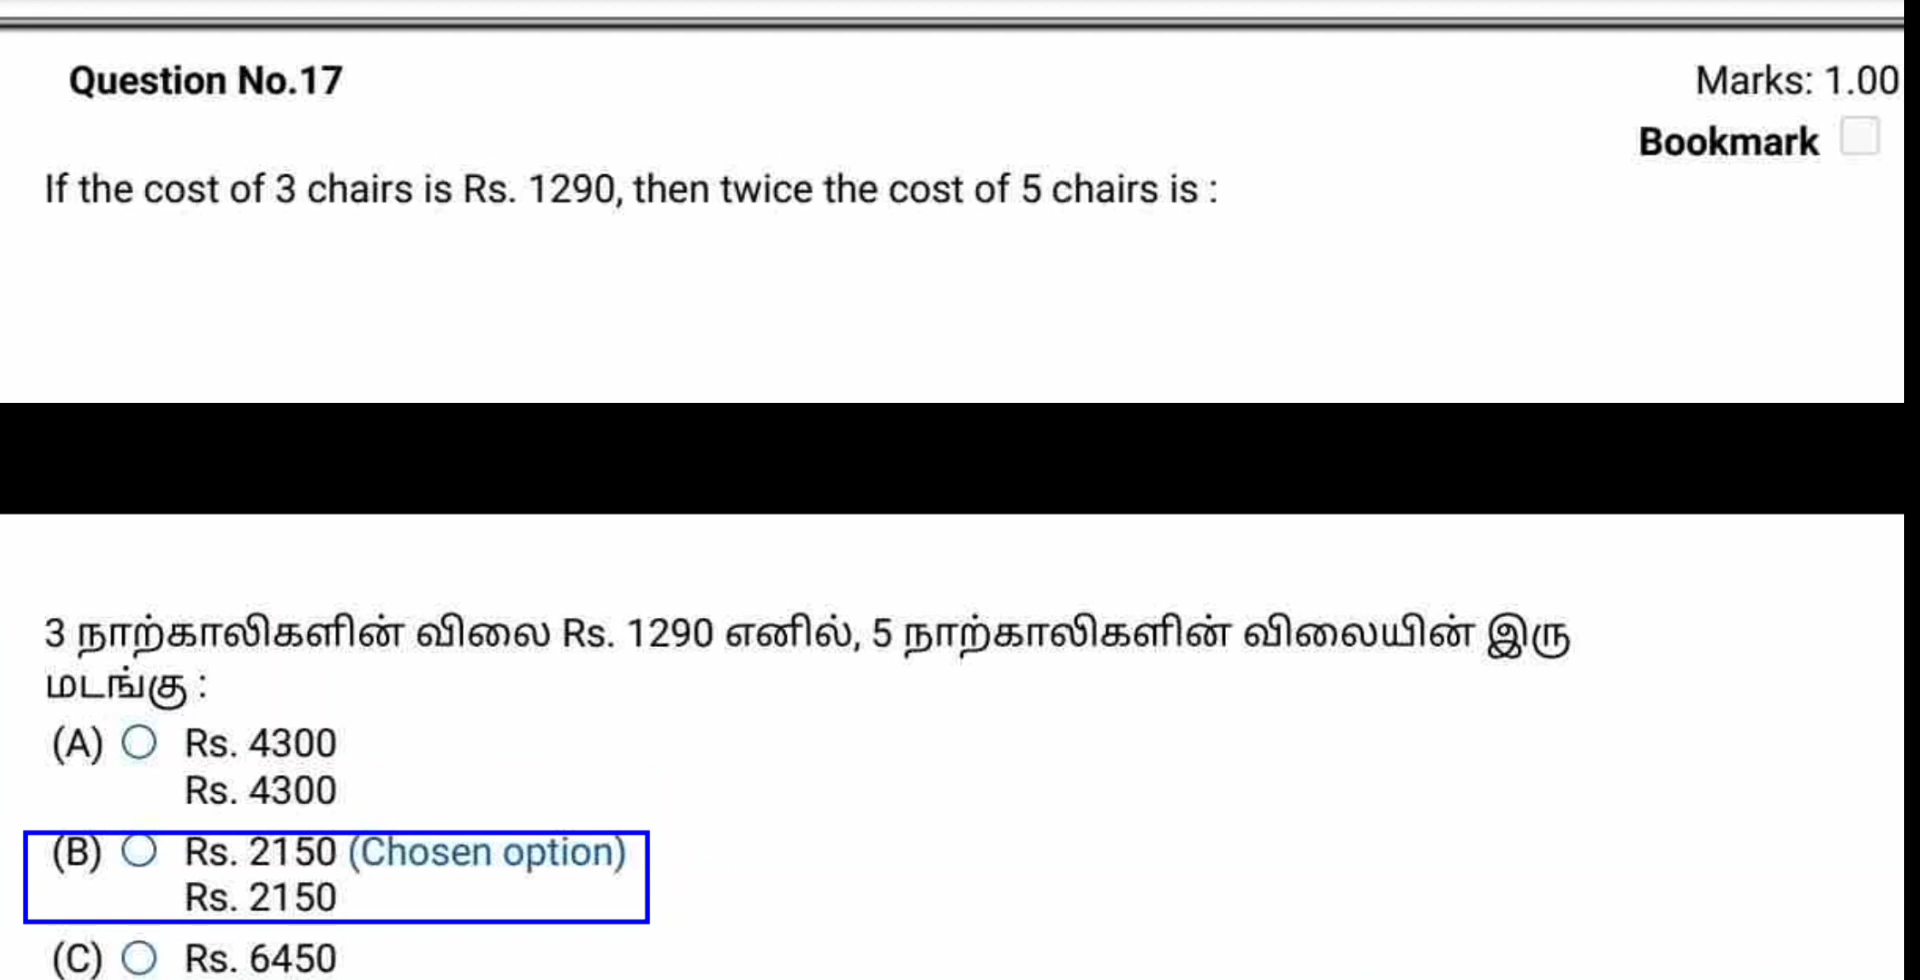 Question No.17
Marks: 1.00
Bookmark
If the cost of 3 chairs is Rs. 1290, then twice the cost of 5 chairs is :
3 நாற்காலிகளின் விலை Rs. 1290 எனில், 5 நாற்காலிகளின் விலையின் இரு
மடங்கு :
(A) Rs. 4300
Rs. 4300
(B) Rs. 2150 (Chosen option)
Rs. 2150
(C) Rs. 6450